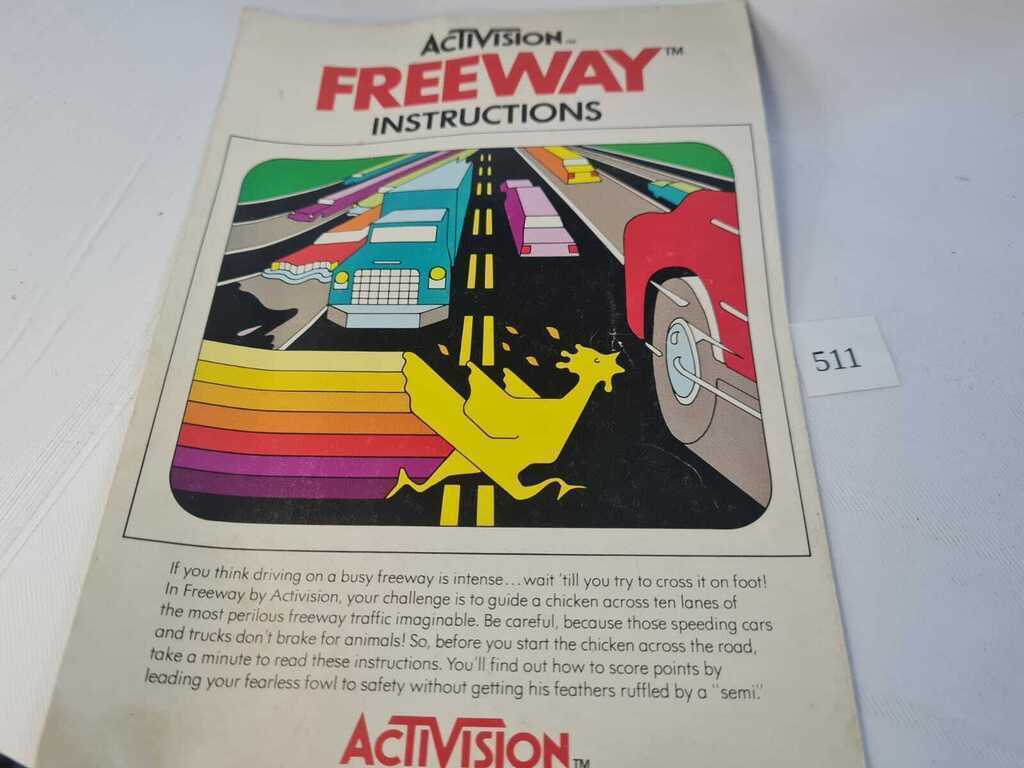 ACTIVISION™
FREEWAY™
INSTRUCTIONS
511
If you think driving on a busy freeway is intense... wait 'till you try to cross it on foot!
In Freeway by Activision, your challenge is to guide a chicken across ten lanes of
the most perilous freeway traffic imaginable. Be careful, because those speeding cars
and trucks don't brake for animals! So, before you start the chicken across the road,
take a minute to read these instructions. You'll find out how to score points by
leading your fearless fowl to safety without getting his feathers ruffled by a "semi."
ACTIVISION™